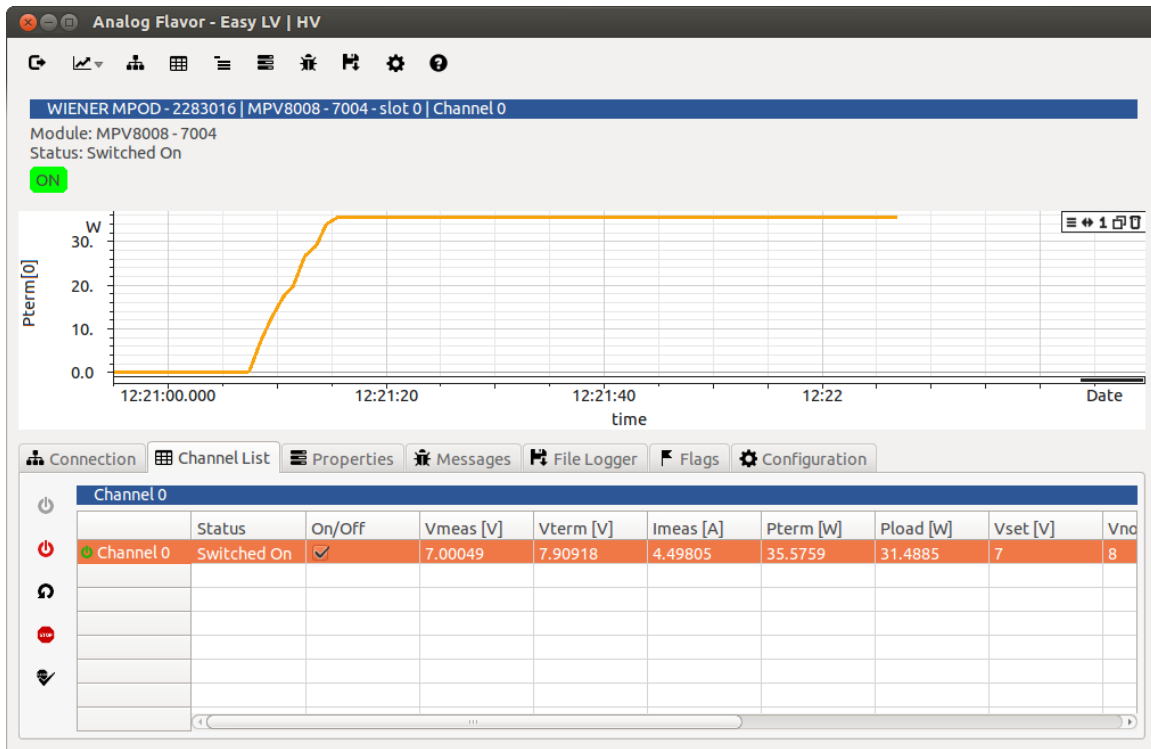 Analog Flavor - Easy LV | HV
WIENER MPOD - 2283016 | MPV8008 - 7004 - slot 0 | Channel 0
Module: MPV8008 - 7004
Status: Switched On
ON
W
1
30.
20.
10.
0.0
Pterm[0]
12:21:00.000 12:21:20 12:21:40 12:22 Date
time
Connection Channel List Properties Messages File Logger Flags Configuration
Channel 0
Status On/Off Vmeas [V] Vterm [V] Imeas [A] Pterm [W] Pload [W] Vset [V] Vno
Channel 0 Switched On 7.00049 7.90918 4.49805 35.5759 31.4885 7 8
STOP